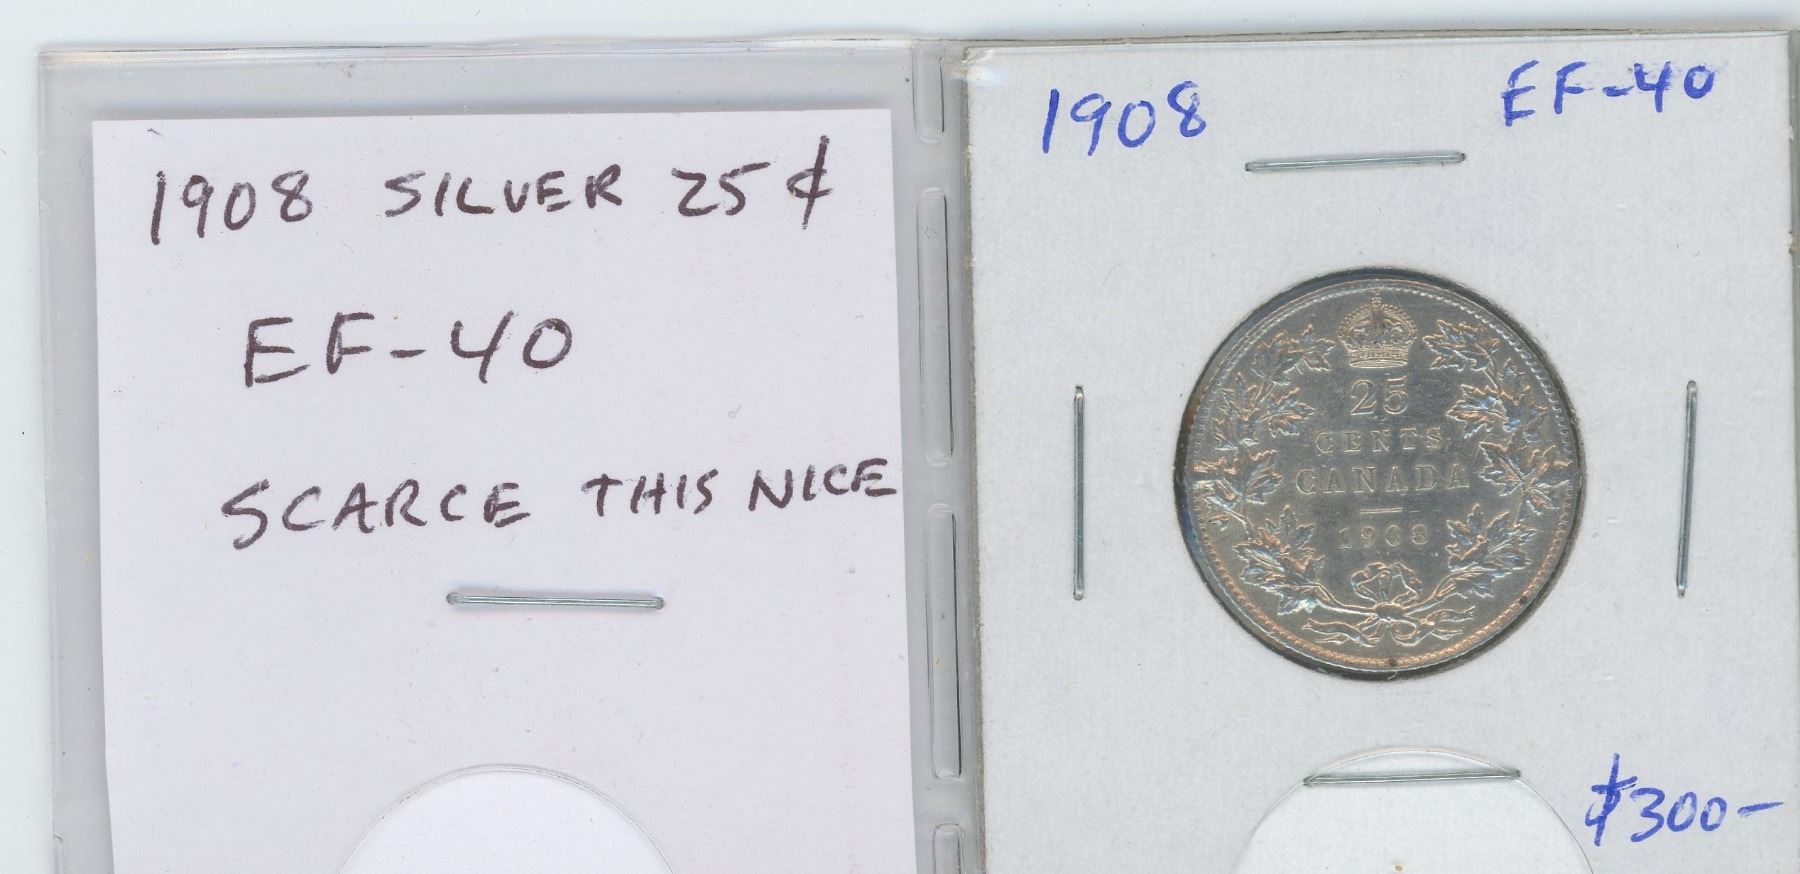 1908 SILVER 25¢
EF-40
SCARCE THIS NICE
1908
EF-40
25
CENTS
CANADA
1908
$300-